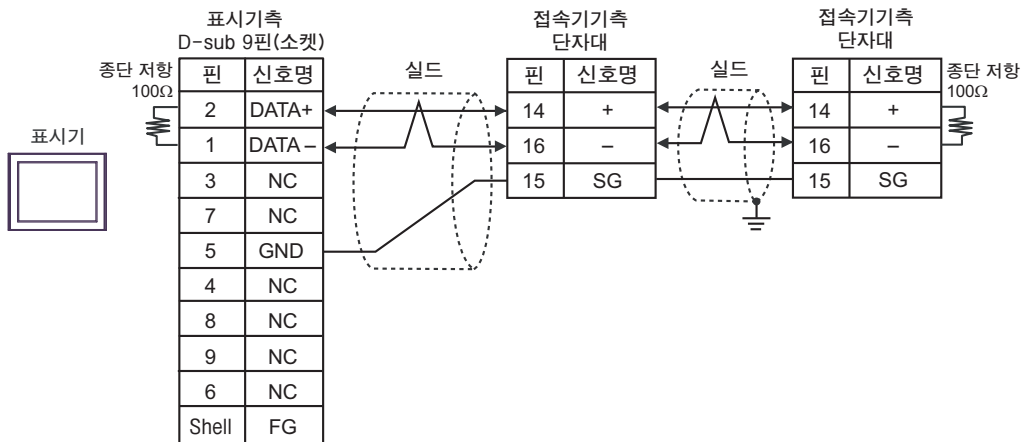 표시기측
D-sub 9핀(소켓)
접속기기측
단자대
접속기기측
단자대
종단 저항
100Ω
실드
실드
종단 저항
100Ω
표시기
핀 신호명
2 DATA+
1 DATA−
3 NC
7 NC
5 GND
4 NC
8 NC
9 NC
6 NC
Shell FG
핀 신호명
14 +
16 −
15 SG
핀 신호명
14 +
16 −
15 SG